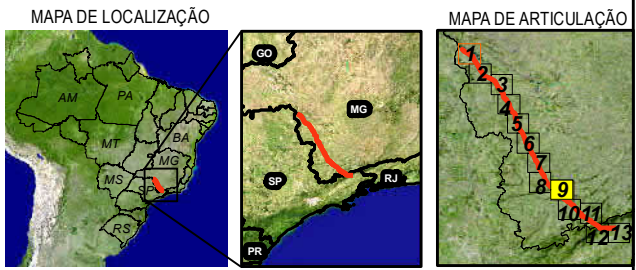 MAPA DE LOCALIZAÇÃO
AM
PA
MT
BA
MG
MS
SP
RS
GO
MG
SP
RJ
PR
MAPA DE ARTICULAÇÃO
1
2
3
4
5
6
7
8
9
10
11
12
13